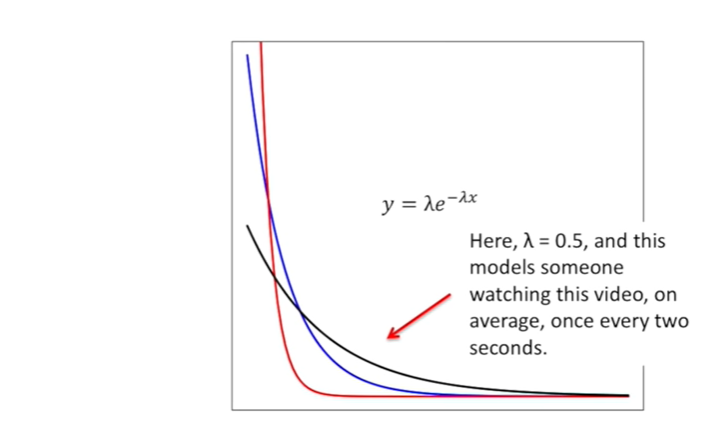 y = λe^{−λx}
Here, λ = 0.5, and this
models someone
watching this video, on
average, once every two
seconds.